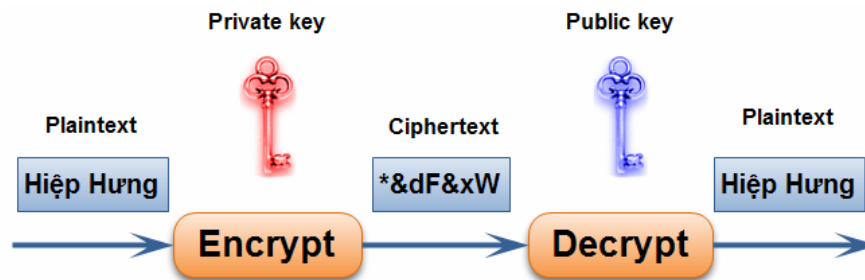 Private key
Public key
Plaintext
Ciphertext
Plaintext
Hiệp Hưng
*&dF&xW
Hiệp Hưng
Encrypt
Decrypt